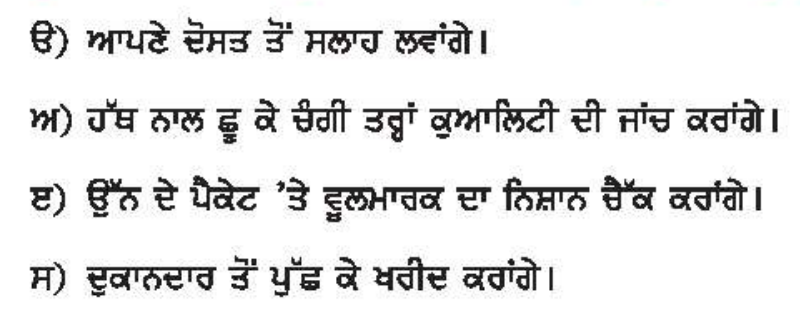 ੳ) ਆਪਣੇ ਦੋਸਤ ਤੋਂ ਸਲਾਹ ਲਵਾਂਗੇ।
ਅ) ਹੱਥ ਨਾਲ ਛੂ ਕੇ ਚੰਗੀ ਤਰ੍ਹਾਂ ਕੁਆਲਿਟੀ ਦੀ ਜਾਂਚ ਕਰਾਂਗੇ।
ੲ) ਉੱਨ ਦੇ ਪੈਕੇਟ 'ਤੇ ਵੂਲਮਾਰਕ ਦਾ ਨਿਸ਼ਾਨ ਚੈੱਕ ਕਰਾਂਗੇ।
ਸ) ਦੁਕਾਨਦਾਰ ਤੋਂ ਪੁੱਛ ਕੇ ਖਰੀਦ ਕਰਾਂਗੇ।